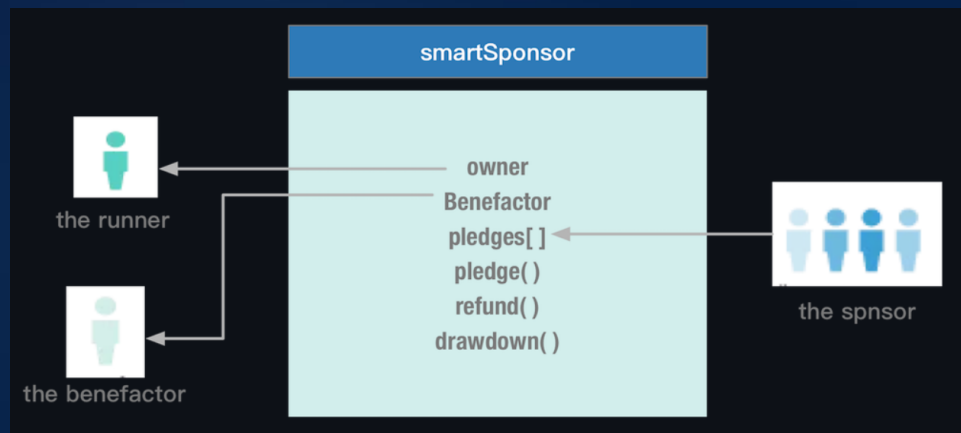 smartSponsor
owner
Benefactor
pledges[ ]
pledge( )
refund( )
drawdown( )
the runner
the benefactor
the spnsor